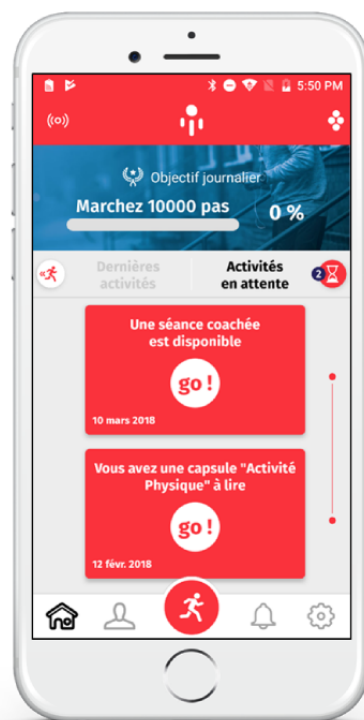 5:50 PM
Objectif journalier
Marchez 10000 pas
0 %
Dernières
activités
Activités
en attente
2
Une séance coachée
est disponible
go !
10 mars 2018
Vous avez une capsule "Activité
Physique" à lire
go !
12 févr. 2018